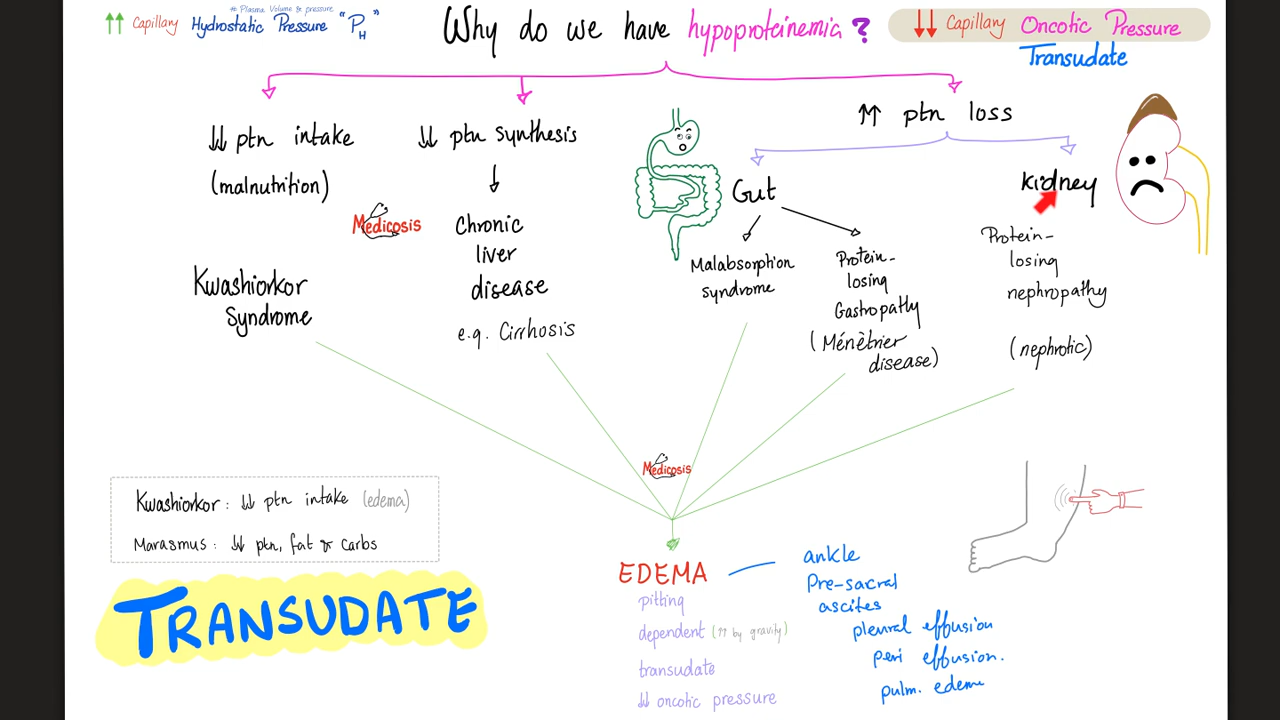 ∝ Plasma Volume & pressure
↑↑ Capillary Hydrostatic Pressure "P_H"
Why do we have hypoproteinemia ?
↓↓ Capillary Oncotic Pressure
Transudate
↓↓ ptn intake
(malnutrition)
Kwashiorkor
Syndrome
↓↓ ptn synthesis
↓
Chronic
liver
disease
e.g. Cirrhosis
Medicosis
↑↑ ptn loss
Gut
Malabsorption
syndrome
Protein-
losing
Gastropathy
(Ménètrier
disease)
Kidney
Protein-
losing
nephropathy
(nephrotic)
Medicosis
Kwashiorkor : ↓↓ ptn intake (edema)
Marasmus : ↓↓ ptn, fat & carbs
TRANSUDATE
EDEMA
pitting
dependent (↑↑ by gravity)
transudate
↓↓ oncotic pressure
ankle
Pre-sacral
ascites
pleural effusion
peri effusion.
pulm. edema